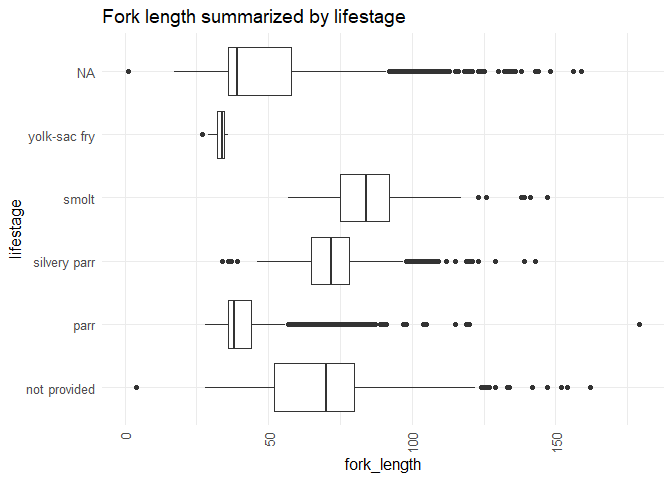 Fork length summarized by lifestage
NA
yolk-sac fry
smolt
silvery parr
parr
not provided
lifestage
0
50
100
150
fork_length